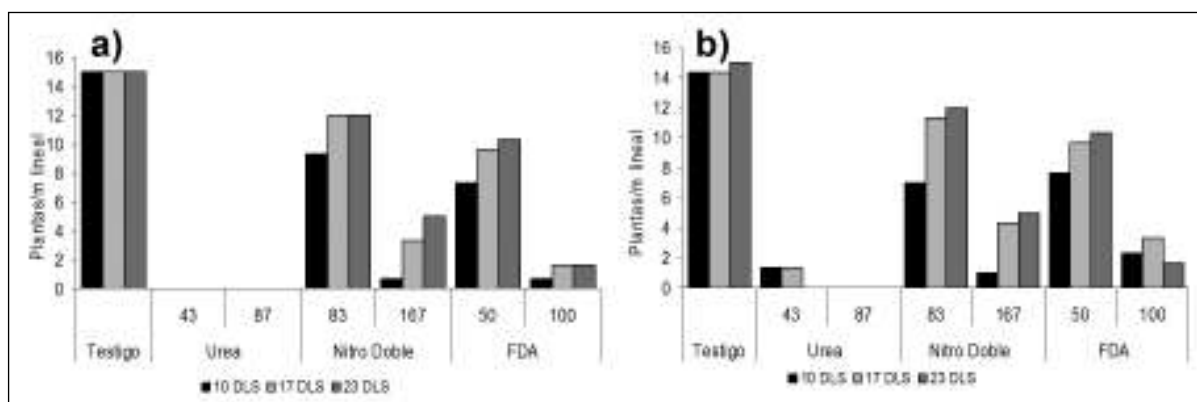 a)
Plantas/m lineal
16
14
12
10
8
6
4
2
0
43 87 83 167 50 100
Testigo Urea Nitro Doble FDA
10 DLS 17 DLS 23 DLS
b)
Plantas/m lineal
16
14
12
10
8
6
4
2
0
43 87 83 167 50 100
Testigo Urea Nitro Doble FDA
10 DLS 17 DLS 23 DLS